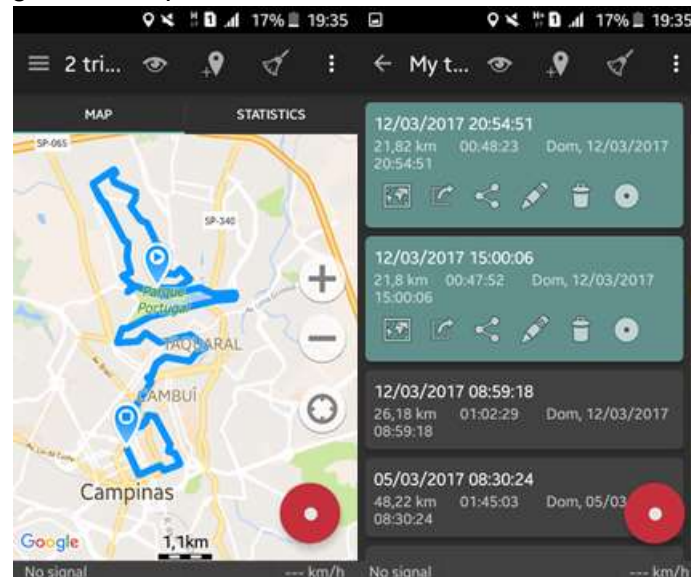 17% 19:35
2 tri...
MAP STATISTICS
SP-065
SP-340
Parque
Portugal
TAQUARAL
CAMBUÍ
Campinas
Google 1,1km
No signal --- km/h
17% 19:35
My t...
12/03/2017 20:54:51
21,82 km 00:48:23 Dom, 12/03/2017
20:54:51
12/03/2017 15:00:06
21,8 km 00:47:52 Dom, 12/03/2017
15:00:06
12/03/2017 08:59:18
26,18 km 01:02:29 Dom, 12/03/2017
08:59:18
05/03/2017 08:30:24
48,22 km 01:45:03 Dom, 05/03
08:30:24
No signal --- km/h